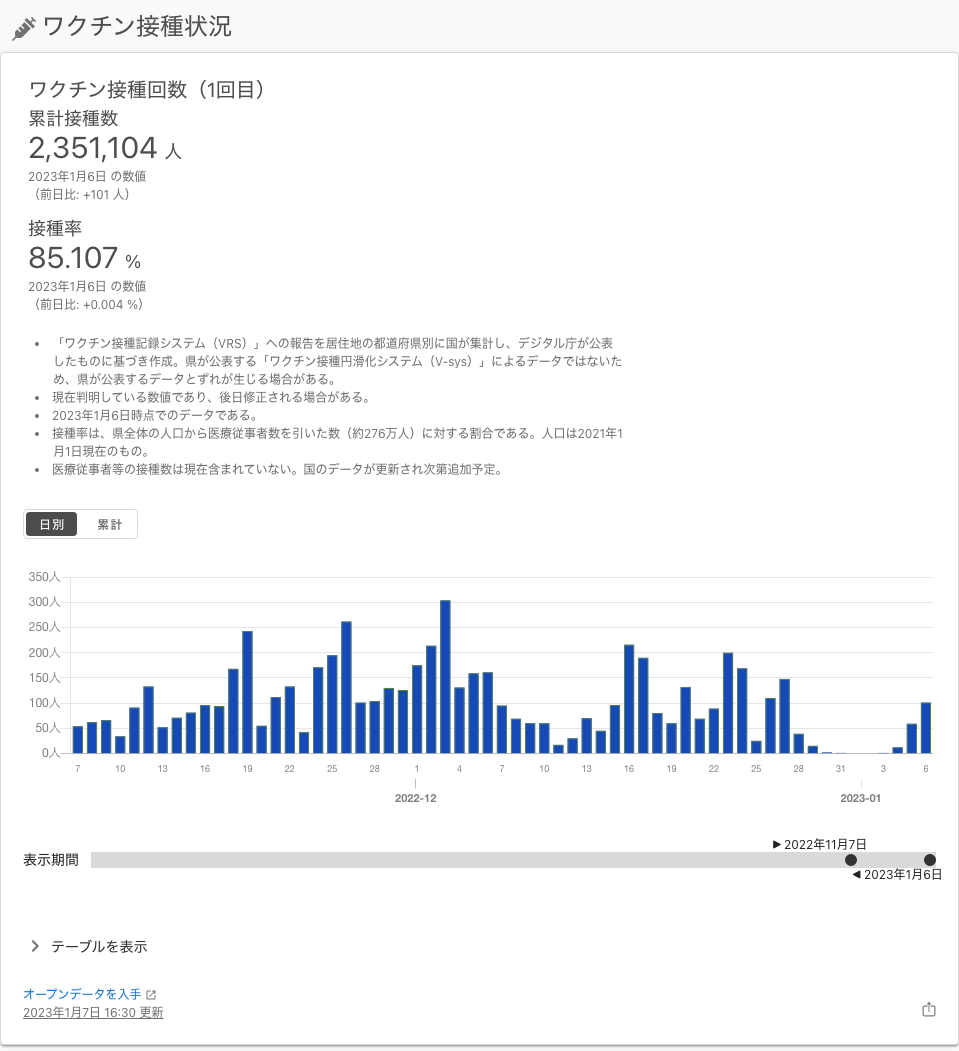 ワクチン接種状況
ワクチン接種回数（1回目）
累計接種数
2,351,104 人
2023年1月6日 の数値
（前日比: +101 人）
接種率
85.107 %
2023年1月6日 の数値
（前日比: +0.004 %）
• 「ワクチン接種記録システム（VRS）」への報告を居住地の都道府県別に国が集計し、デジタル庁が公表
したものに基づき作成。県が公表する「ワクチン接種円滑化システム（V-sys）」によるデータではないた
め、県が公表するデータとずれが生じる場合がある。
• 現在判明している数値であり、後日修正される場合がある。
• 2023年1月6日時点でのデータである。
• 接種率は、県全体の人口から医療従事者数を引いた数（約276万人）に対する割合である。人口は2021年1
月1日現在のもの。
• 医療従事者等の接種数は現在含まれていない。国のデータが更新され次第追加予定。
日別 累計
350人
300人
250人
200人
150人
100人
50人
0人
7 10 13 16 19 22 25 28 1 4 7 10 13 16 19 22 25 28 31 3 6
2022-12 2023-01
▶ 2022年11月7日
表示期間
◀ 2023年1月6日
テーブルを表示
オープンデータを入手
2023年1月7日 16:30 更新